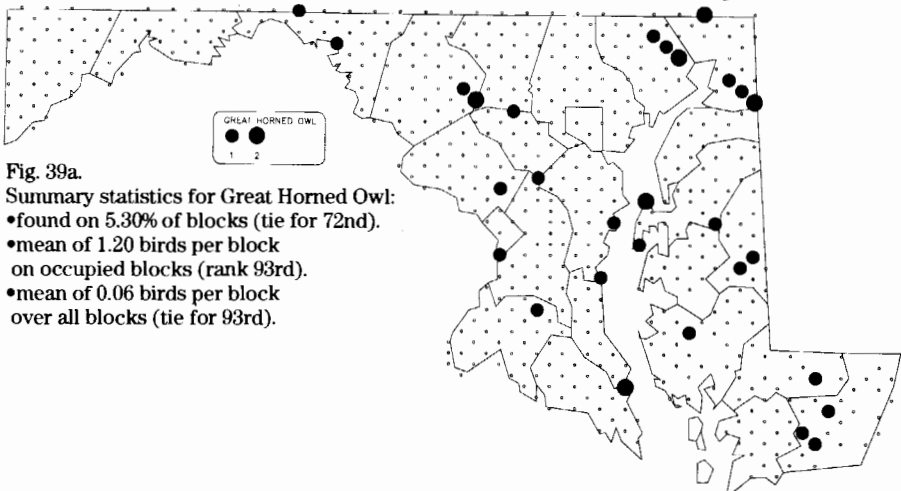 GREAT HORNED OWL
1 2
Fig. 39a.
Summary statistics for Great Horned Owl:
•found on 5.30% of blocks (tie for 72nd).
•mean of 1.20 birds per block
on occupied blocks (rank 93rd).
•mean of 0.06 birds per block
over all blocks (tie for 93rd).